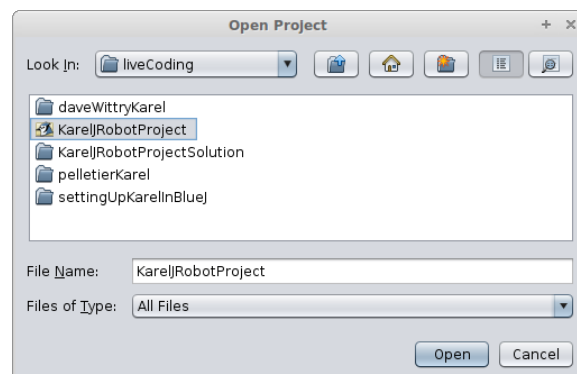 Open Project
Look In: liveCoding
daveWittryKarel
KarelJRobotProject
KarelJRobotProjectSolution
pelletierKarel
settingUpKarelInBlueJ
File Name: KarelJRobotProject
Files of Type: All Files
Open Cancel